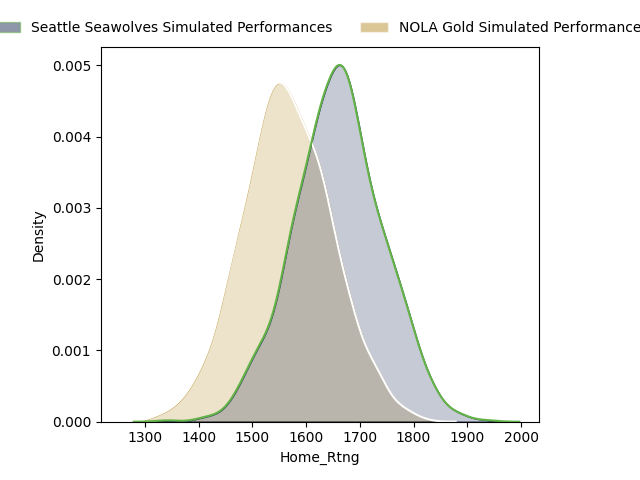 Seattle Seawolves Simulated Performances
NOLA Gold Simulated Performance
0.005
0.004
0.003
0.002
0.001
0.000
Density
1300 1400 1500 1600 1700 1800 1900 2000
Home_Rtng